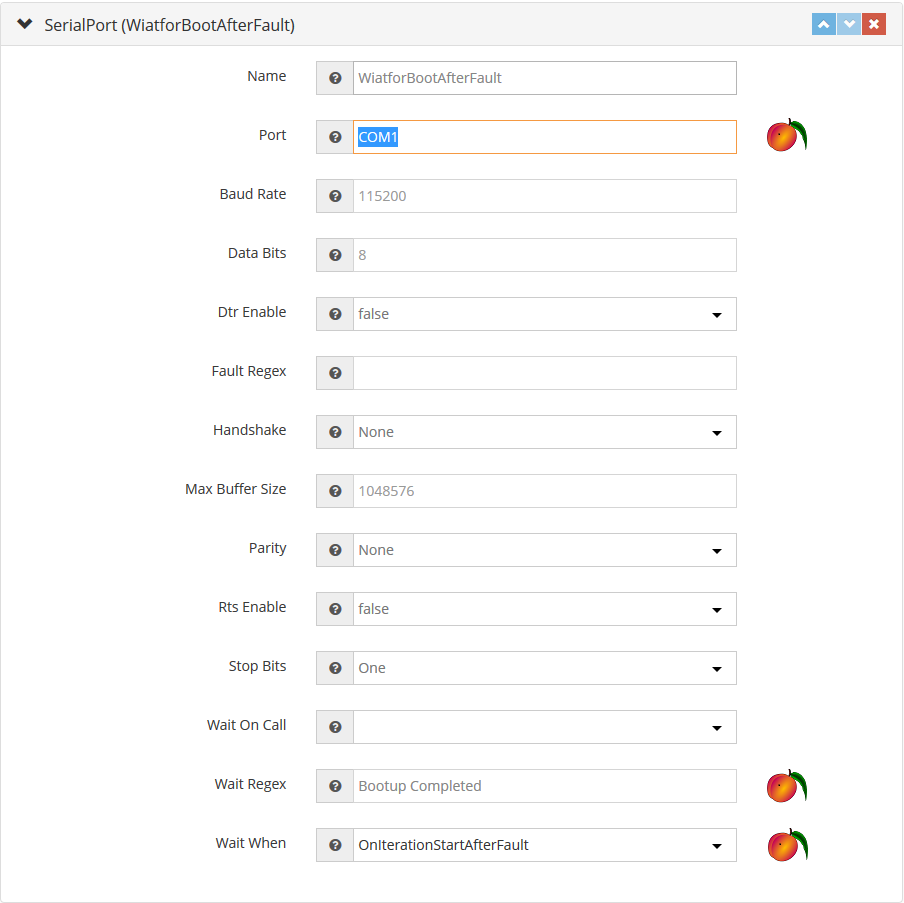 SerialPort (WiatforBootAfterFault)
Name WiatforBootAfterFault
Port COM1
Baud Rate 115200
Data Bits 8
Dtr Enable false
Fault Regex
Handshake None
Max Buffer Size 1048576
Parity None
Rts Enable false
Stop Bits One
Wait On Call
Wait Regex Bootup Completed
Wait When OnIterationStartAfterFault